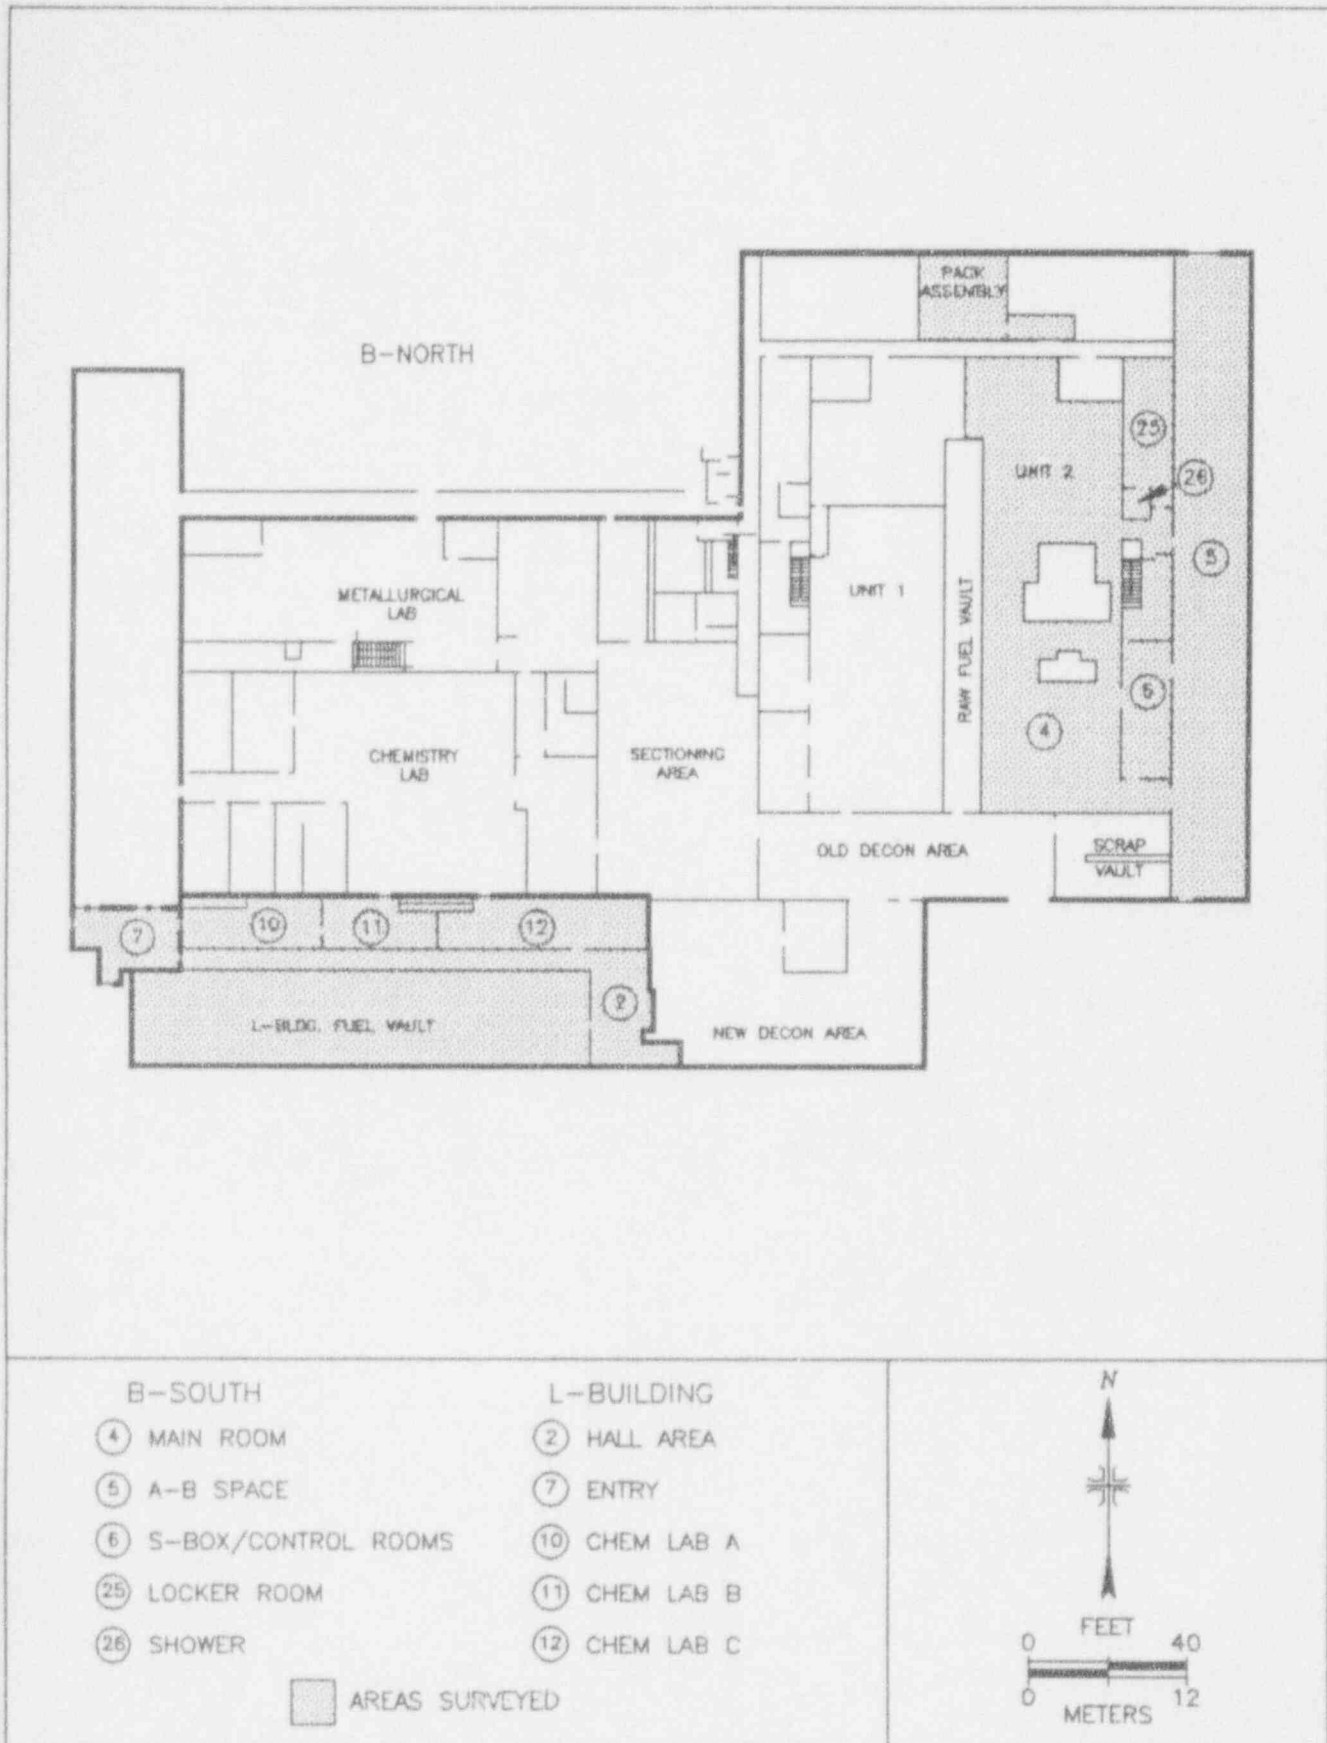 PACK
ASSEMBLY
B-NORTH
25
UNIT 2
26
5
METALLURGICAL
LAB
UNIT 1
RAW FUEL VAULT
6
4
CHEMISTRY
LAB
SECTIONING
AREA
OLD DECON AREA
SCRAP
VAULT
7
10
11
12
2
L-BLDG. FUEL VAULT
NEW DECON AREA
B-SOUTH
4 MAIN ROOM
5 A-B SPACE
6 S-BOX/CONTROL ROOMS
25 LOCKER ROOM
26 SHOWER
L-BUILDING
2 HALL AREA
7 ENTRY
10 CHEM LAB A
11 CHEM LAB B
12 CHEM LAB C
AREAS SURVEYED
N
FEET
0 40
0 12
METERS